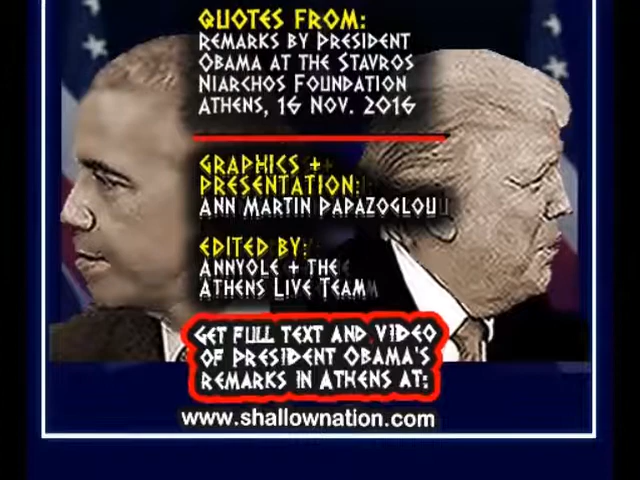 QUOTES FROM:
REMARKS BY PRESIDENT
OBAMA AT THE STAVROS
NIARCHOS FOUNDATION
ATHENS, 16 NOV. 2016
GRAPHICS +
PRESENTATION:
ANN MARTIN PAPAZOGLOU
EDITED BY:
ANNYOLE + THE
ATHENS LIVE TEAM
GET FULL TEXT AND VIDEO
OF PRESIDENT OBAMA'S
REMARKS IN ATHENS AT:
www.shallownation.com